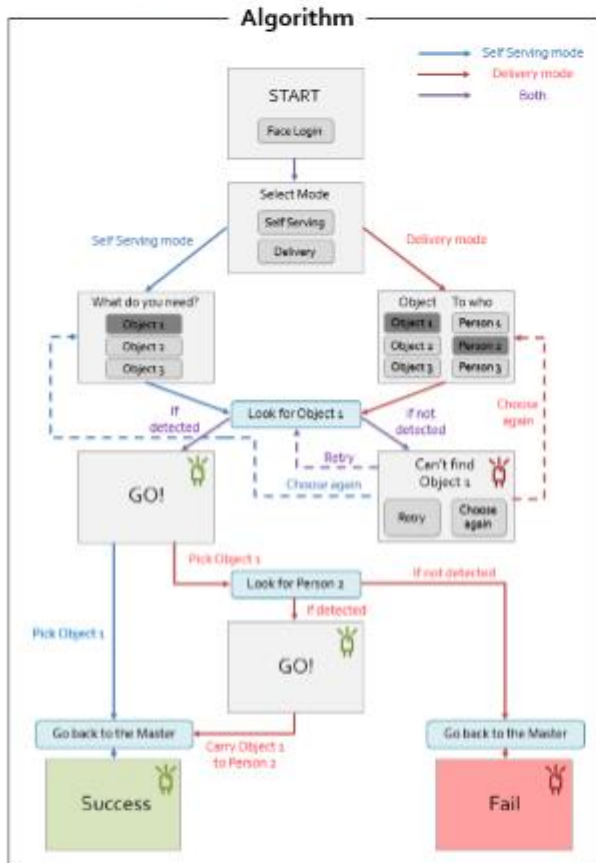 Algorithm
Self Serving mode
Delivery mode
Both
START
Face Login
Select Mode
Self Serving
Delivery
Self Serving mode
Delivery mode
What do you need?
Object 1
Object 2
Object 3
Object To who
Object 1 Person 1
Object 2 Person 2
Object 3 Person 3
If
detected
Look for Object 1
if not
detected
Choose
again
Retry
Choose again
GO!
Can't find
Object 1
Retry
Choose
again
Pick Object 1
Look for Person 2
If not detected
If detected
Pick Object 1
GO!
Go back to the Master
Carry Object 1
to Person 2
Go back to the Master
Success
Fail